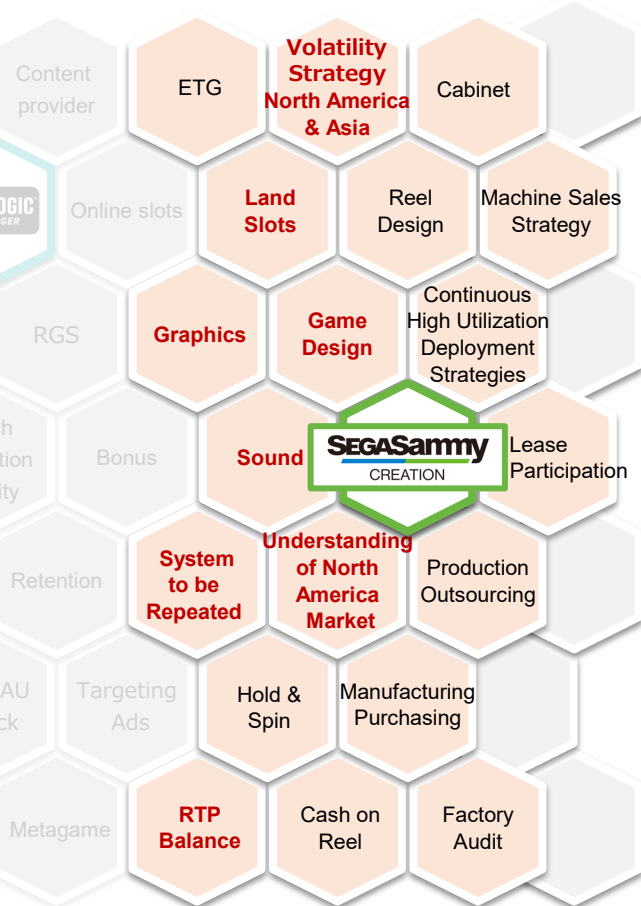 Content
provider
ETG
Volatility
Strategy
North America
& Asia
Cabinet
Online slots
Land
Slots
Reel
Design
Machine Sales
Strategy
RGS
Graphics
Game
Design
Continuous
High Utilization
Deployment
Strategies
Bonus
Sound
SEGASammy
CREATION
Lease
Participation
Retention
System
to be
Repeated
Understanding
of North
America
Market
Production
Outsourcing
Targeting
Ads
Hold &
Spin
Manufacturing
Purchasing
Metagame
RTP
Balance
Cash on
Reel
Factory
Audit